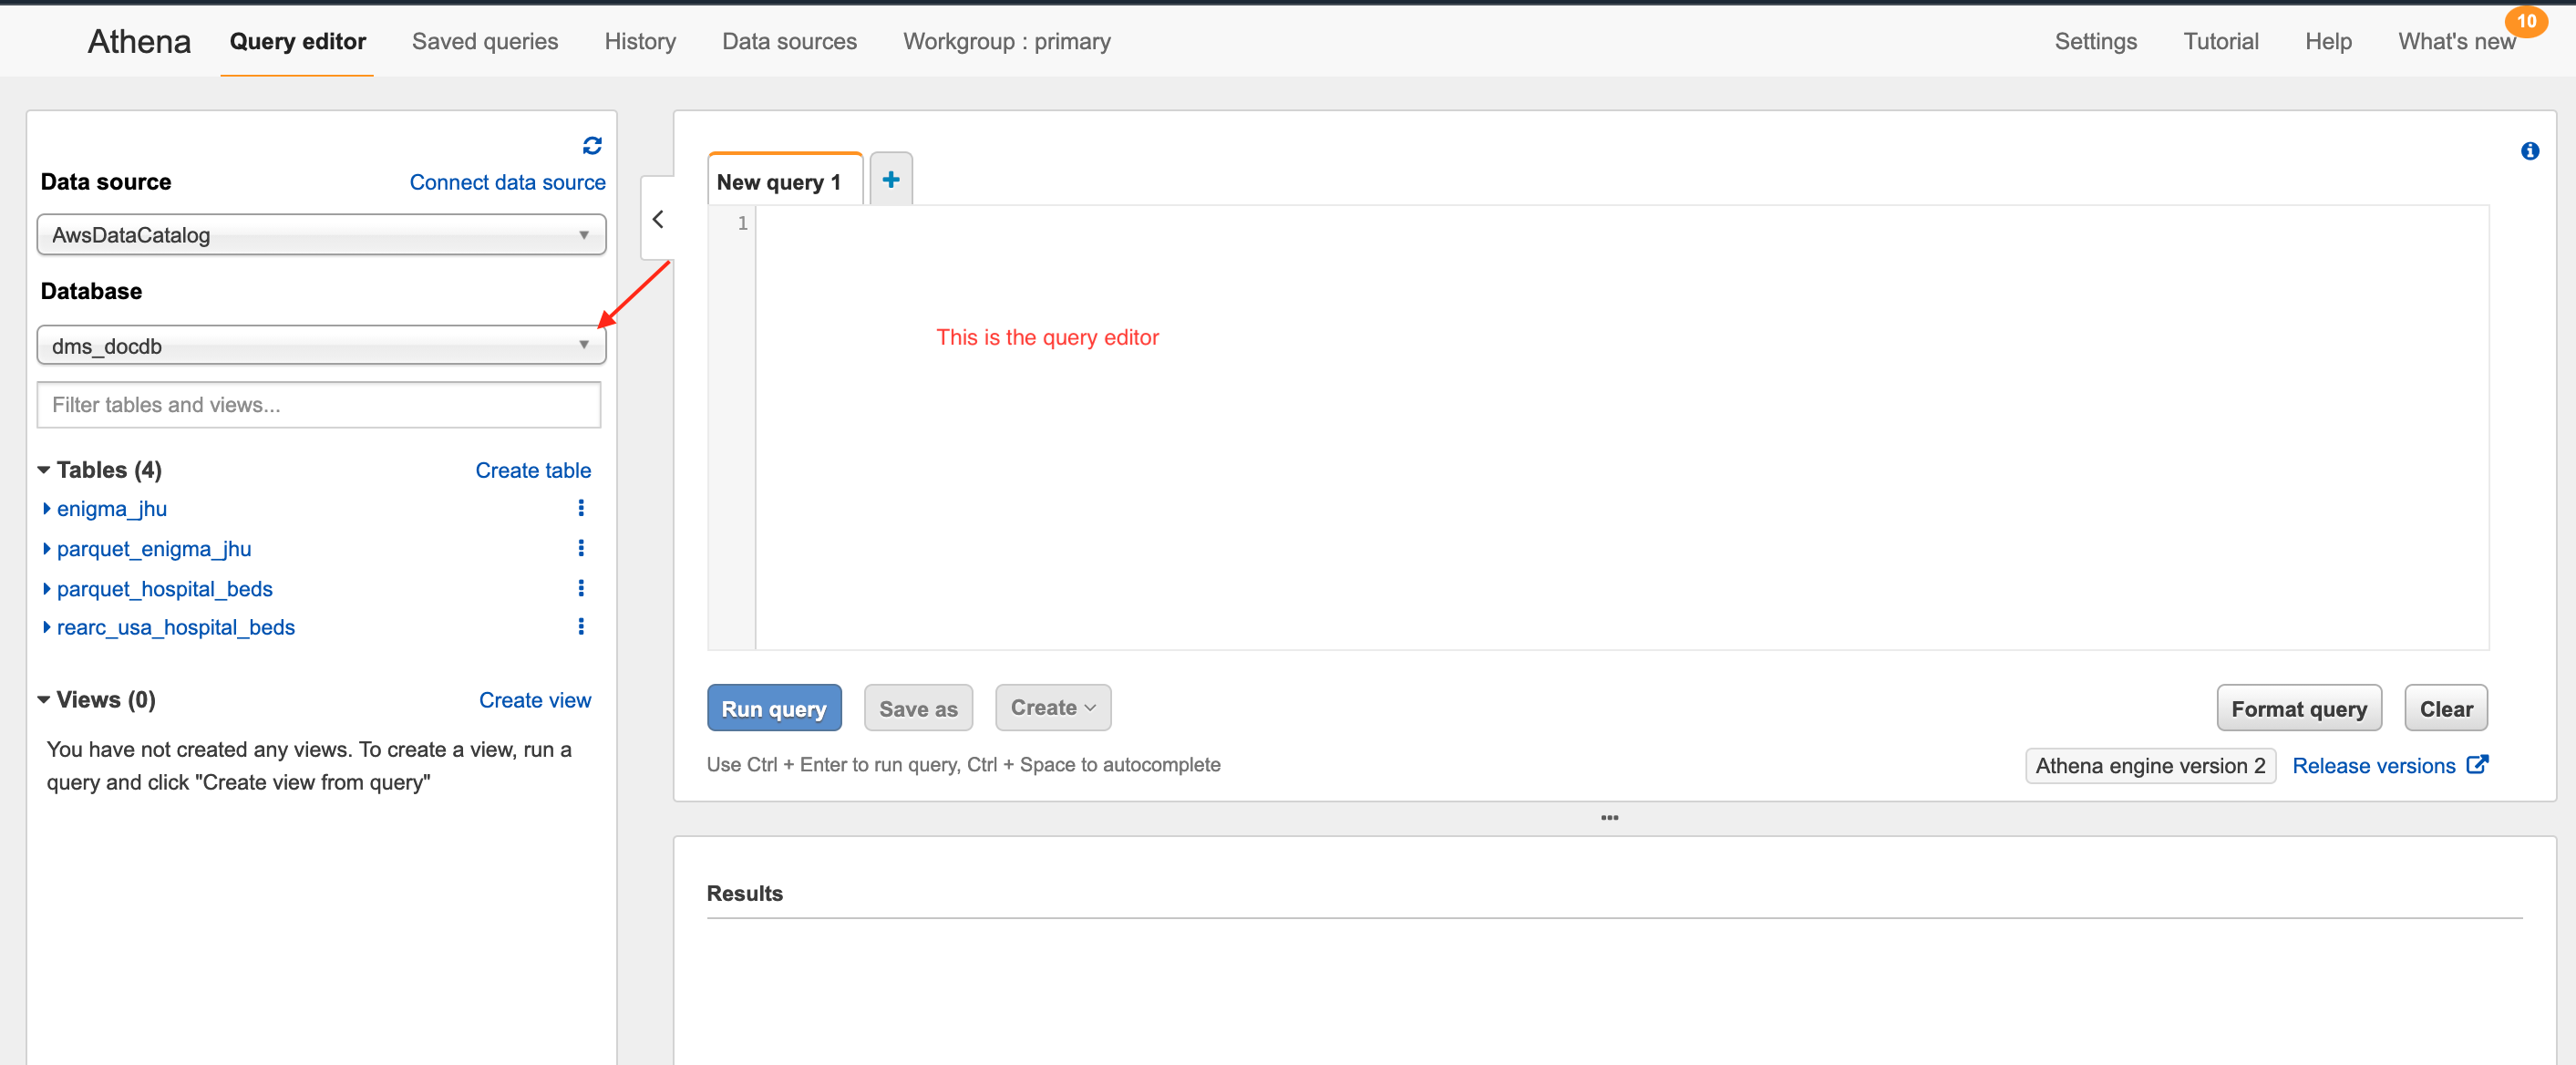 Athena Query editor Saved queries History Data sources Workgroup : primary Settings Tutorial Help What's new 10
Data source Connect data source
AwsDataCatalog
Database
dms_docdb
Filter tables and views...
Tables (4) Create table
enigma_jhu
parquet_enigma_jhu
parquet_hospital_beds
rearc_usa_hospital_beds
Views (0) Create view
You have not created any views. To create a view, run a
query and click "Create view from query"
New query 1
1
This is the query editor
Run query Save as Create Format query Clear
Use Ctrl + Enter to run query, Ctrl + Space to autocomplete Athena engine version 2 Release versions
Results